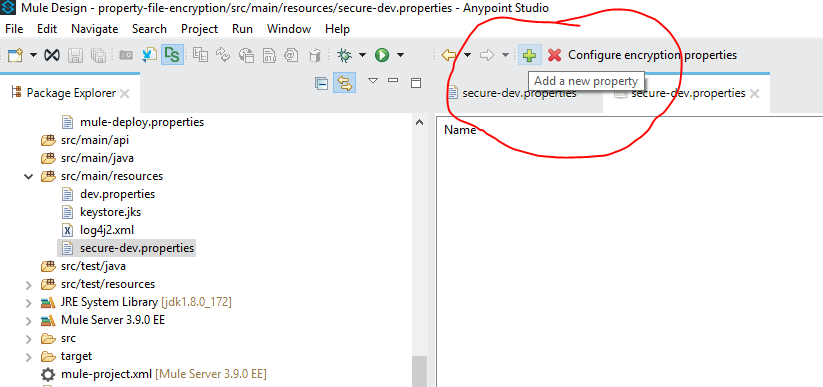 Mule Design - property-file-encryption/src/main/resources/secure-dev.properties - Anypoint Studio
File Edit Navigate Search Project Run Window Help
Configure encryption properties
Add a new property
Package Explorer
secure-dev.properties
secure-dev.properties
Name
mule-deploy.properties
src/main/api
src/main/java
src/main/resources
dev.properties
keystore.jks
log4j2.xml
secure-dev.properties
src/test/java
src/test/resources
JRE System Library [jdk1.8.0_172]
Mule Server 3.9.0 EE
src
target
mule-project.xml [Mule Server 3.9.0 EE]